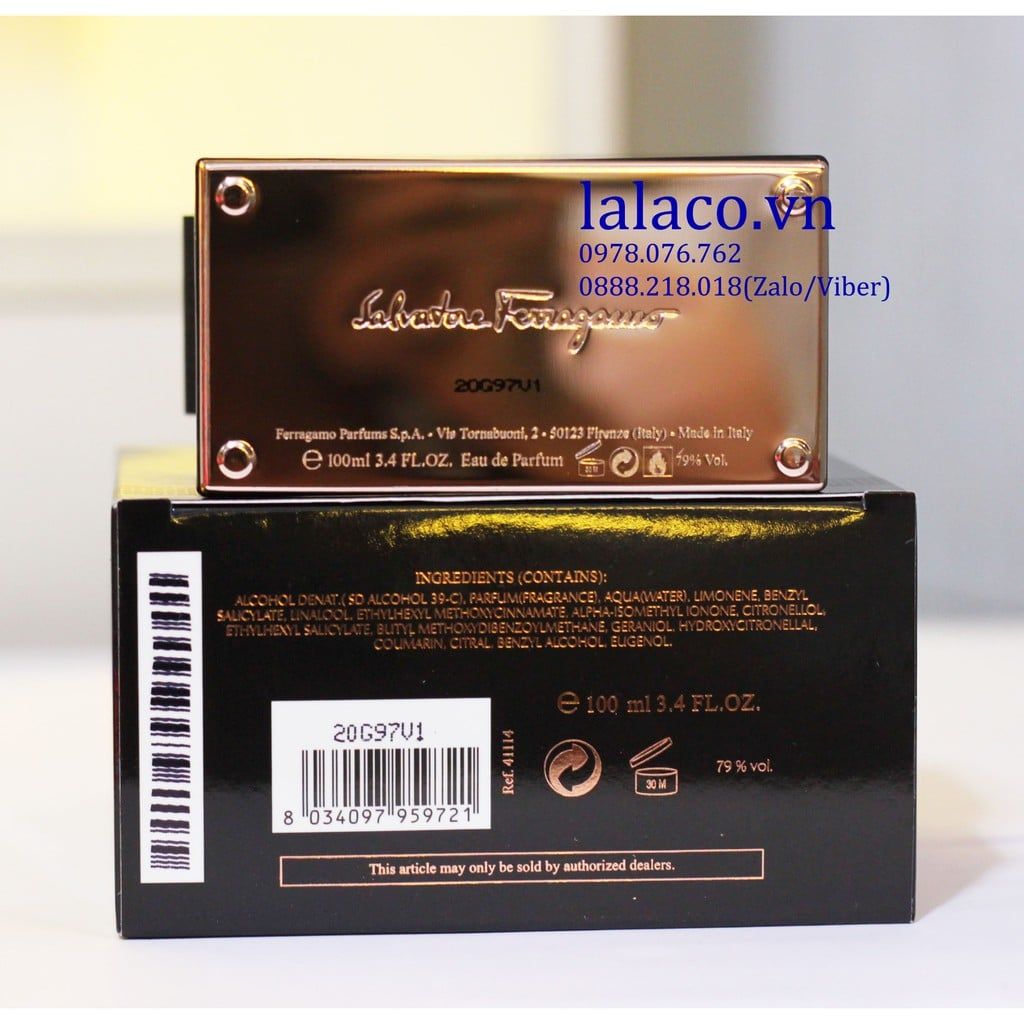 lalaco.vn
0978.076.762
0888.218.018(Zalo/Viber)
Salvatore Ferragamo
20G97V1
Ferragamo Parfums S.p.A. • Via Tornabuoni, 2 • 50123 Firenze (Italy) • Made in Italy
e 100ml 3.4 FL.OZ. Eau de Parfum 30 M 79% Vol.
INGREDIENTS (CONTAINS):
ALCOHOL DENAT.( SD ALCOHOL 39-C), PARFUM(FRAGRANCE), AQUA(WATER), LIMONENE, BENZYL
SALICYLATE, LINALOOL, ETHYLHEXYL METHOXYCINNAMATE, ALPHA-ISOMETHYL IONONE, CITRONELLOL,
ETHYLHEXYL SALICYLATE, BUTYL METHOXYDIBENZOYLMETHANE, GERANIOL, HYDROXYCITRONELLAL,
COUMARIN, CITRAL, BENZYL ALCOHOL, EUGENOL.
e 100 ml 3.4 FL.OZ.
20G97V1
8 034097 959721
Ref. 41114
30 M
79 % vol.
This article may only be sold by authorized dealers.